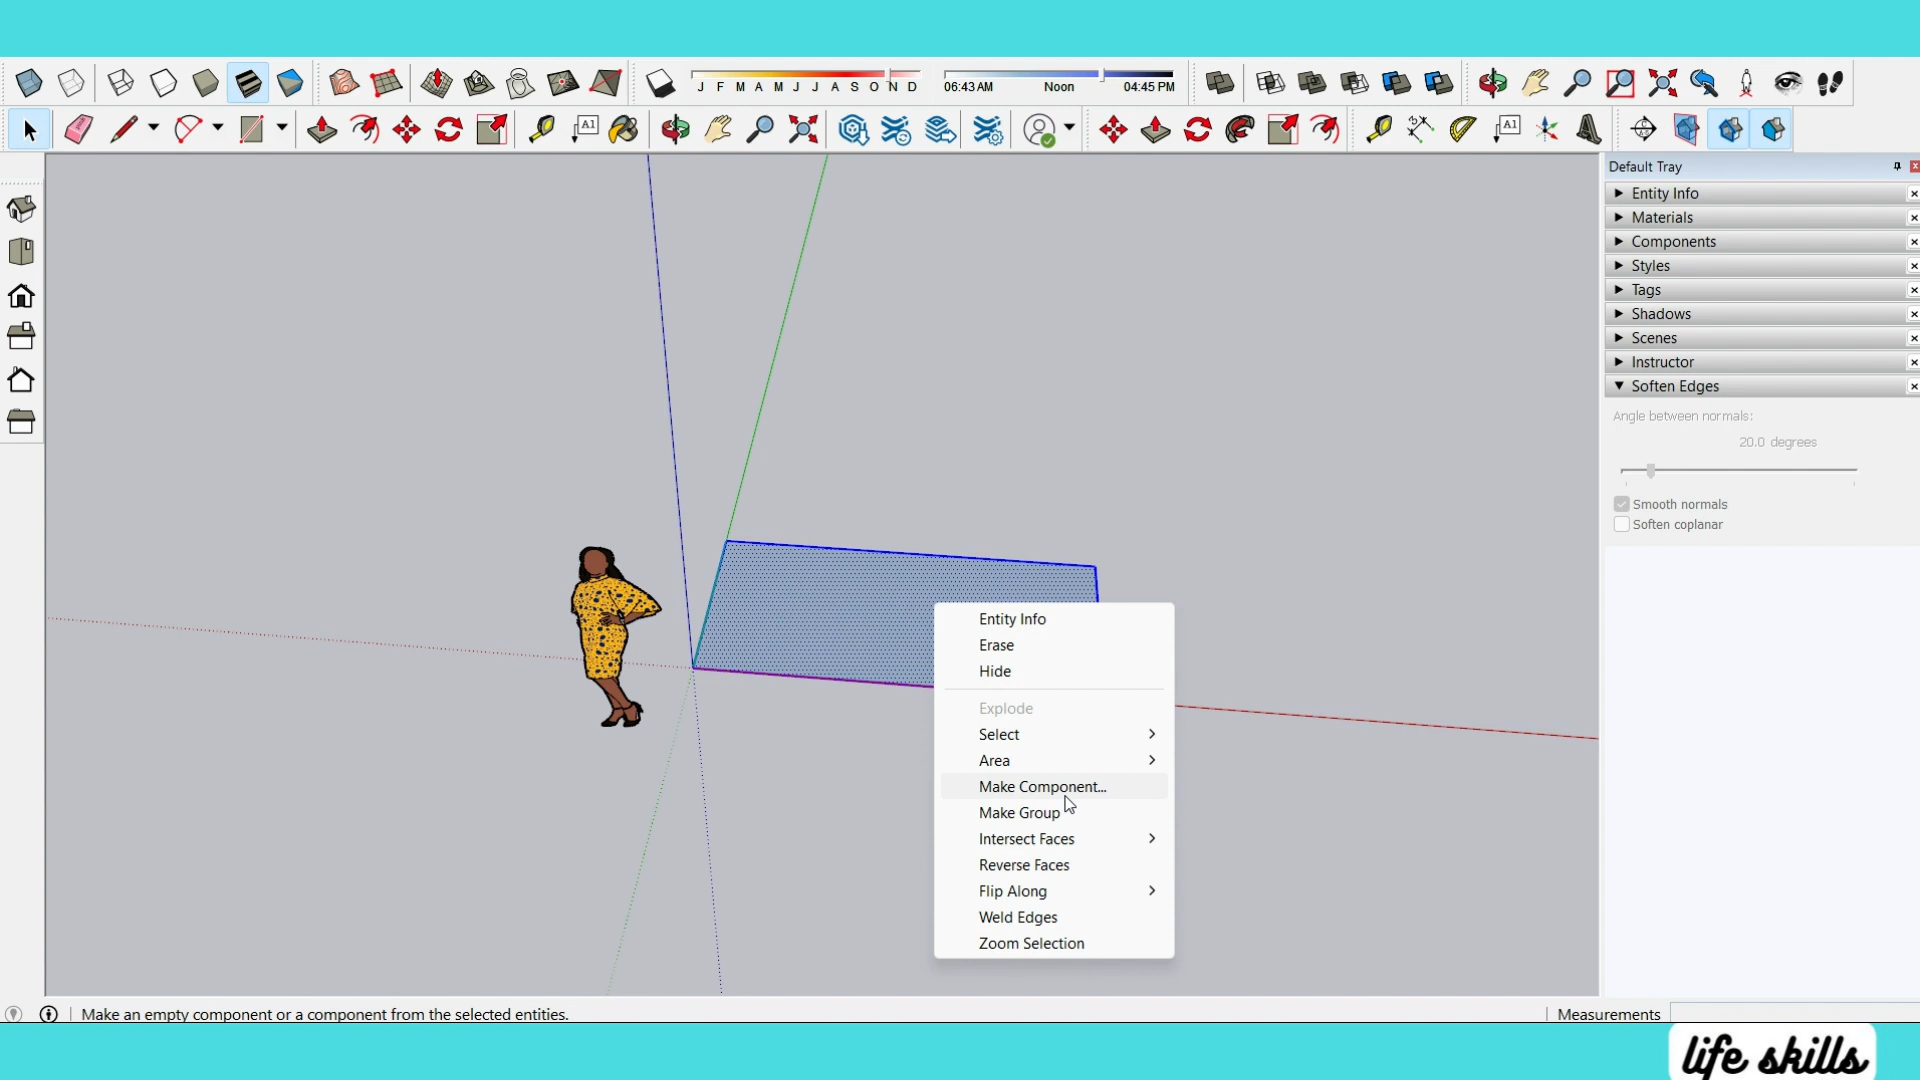 J F M A M J J A S O N D
06:43 AM Noon 04:45 PM
A1
A1
Default Tray
Entity Info
Materials
Components
Styles
Tags
Shadows
Scenes
Instructor
Soften Edges
Angle between normals:
20.0 degrees
Smooth normals
Soften coplanar
Entity Info
Erase
Hide
Explode
Select
Area
Make Component...
Make Group
Intersect Faces
Reverse Faces
Flip Along
Weld Edges
Zoom Selection
Make an empty component or a component from the selected entities.
Measurements
life skills